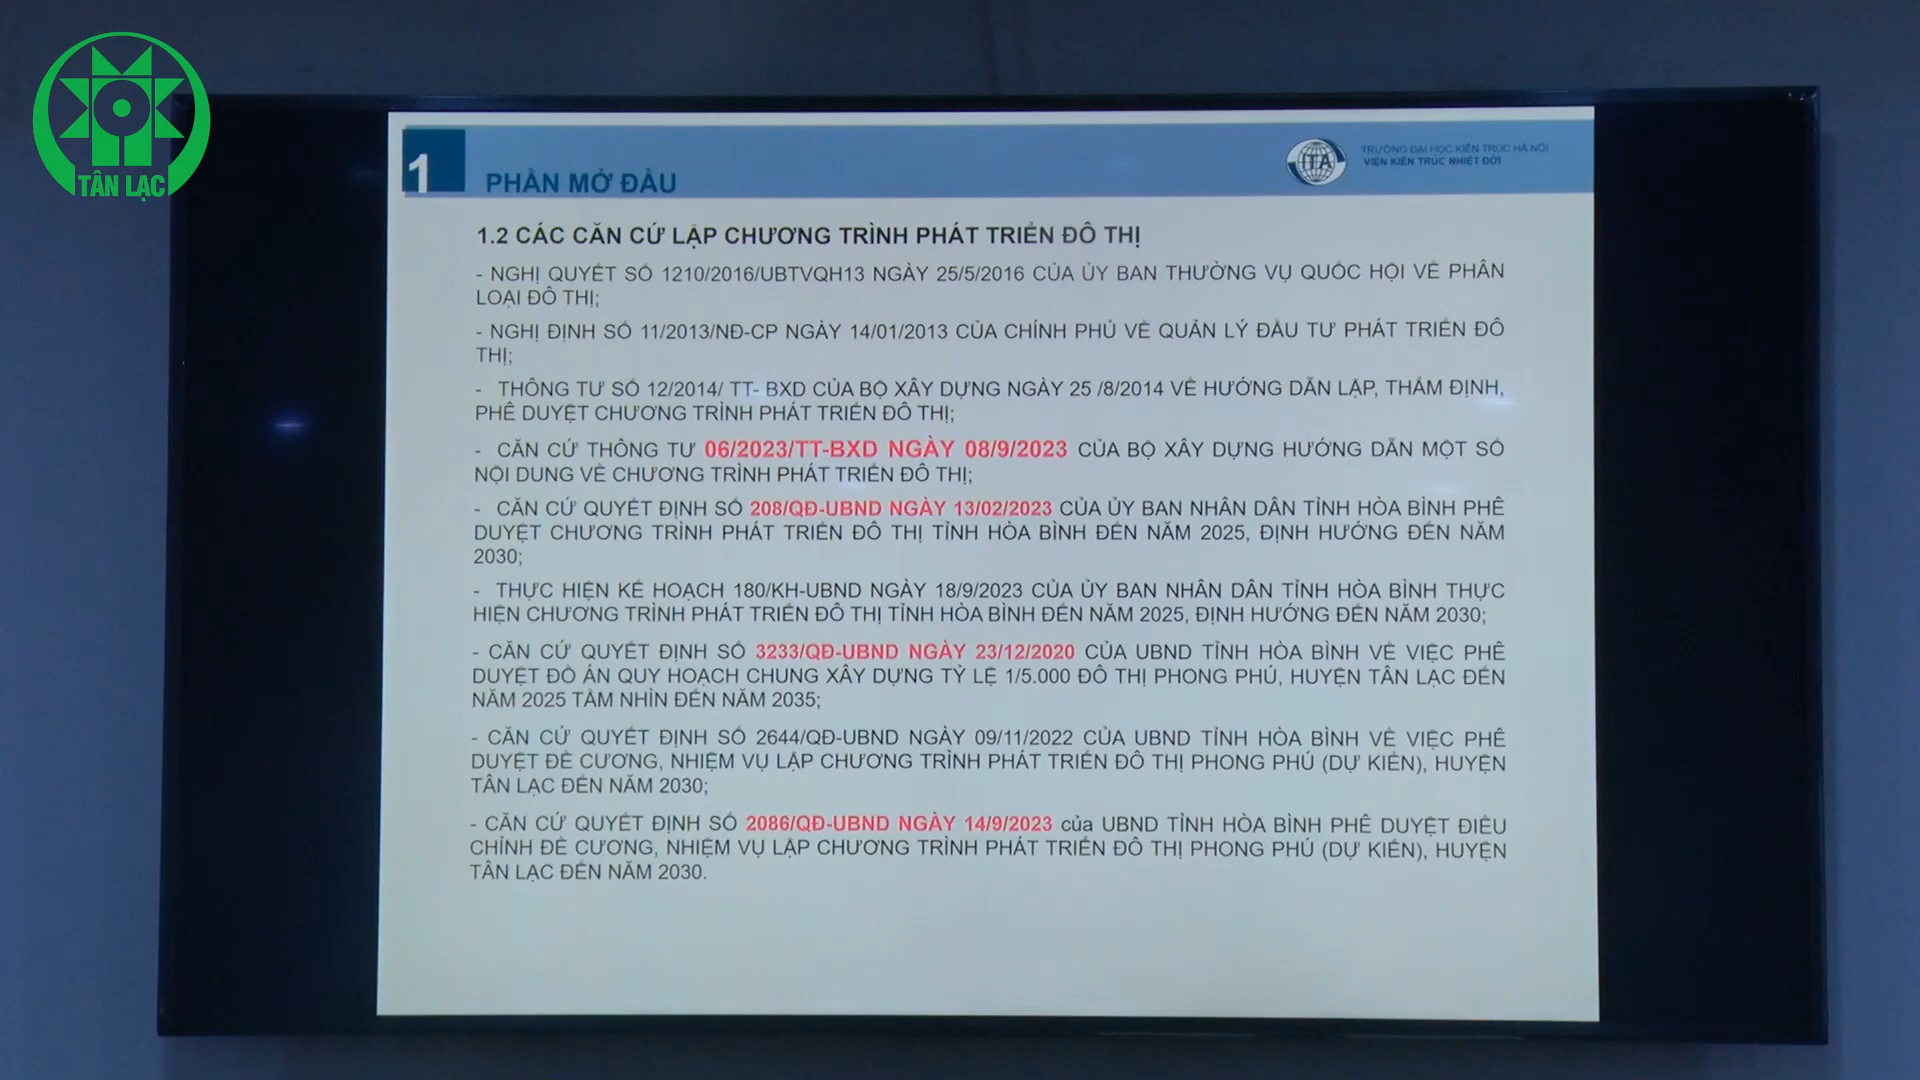 TÂN LẠC
1 PHẦN MỞ ĐẦU
ITA
TRƯỜNG ĐẠI HỌC KIẾN TRÚC HÀ NỘI
VIỆN KIẾN TRÚC NHIỆT ĐỚI
1.2 CÁC CĂN CỨ LẬP CHƯƠNG TRÌNH PHÁT TRIỂN ĐÔ THỊ
- NGHỊ QUYẾT SỐ 1210/2016/UBTVQH13 NGÀY 25/5/2016 CỦA ỦY BAN THƯỜNG VỤ QUỐC HỘI VỀ PHÂN
LOẠI ĐÔ THỊ;
- NGHỊ ĐỊNH SỐ 11/2013/NĐ-CP NGÀY 14/01/2013 CỦA CHÍNH PHỦ VỀ QUẢN LÝ ĐẦU TƯ PHÁT TRIỂN ĐÔ
THỊ;
- THÔNG TƯ SỐ 12/2014/ TT- BXD CỦA BỘ XÂY DỰNG NGÀY 25 /8/2014 VỀ HƯỚNG DẪN LẬP, THẨM ĐỊNH,
PHÊ DUYỆT CHƯƠNG TRÌNH PHÁT TRIỂN ĐÔ THỊ;
- CĂN CỨ THÔNG TƯ 06/2023/TT-BXD NGÀY 08/9/2023 CỦA BỘ XÂY DỰNG HƯỚNG DẪN MỘT SỐ
NỘI DUNG VỀ CHƯƠNG TRÌNH PHÁT TRIỂN ĐÔ THỊ;
- CĂN CỨ QUYẾT ĐỊNH SỐ 208/QĐ-UBND NGÀY 13/02/2023 CỦA ỦY BAN NHÂN DÂN TỈNH HÒA BÌNH PHÊ
DUYỆT CHƯƠNG TRÌNH PHÁT TRIỂN ĐÔ THỊ TỈNH HÒA BÌNH ĐẾN NĂM 2025, ĐỊNH HƯỚNG ĐẾN NĂM
2030;
- THỰC HIỆN KẾ HOẠCH 180/KH-UBND NGÀY 18/9/2023 CỦA ỦY BAN NHÂN DÂN TỈNH HÒA BÌNH THỰC
HIỆN CHƯƠNG TRÌNH PHÁT TRIỂN ĐÔ THỊ TỈNH HÒA BÌNH ĐẾN NĂM 2025, ĐỊNH HƯỚNG ĐẾN NĂM 2030;
- CĂN CỨ QUYẾT ĐỊNH SỐ 3233/QĐ-UBND NGÀY 23/12/2020 CỦA UBND TỈNH HÒA BÌNH VỀ VIỆC PHÊ
DUYỆT ĐỒ ÁN QUY HOẠCH CHUNG XÂY DỰNG TỶ LỆ 1/5.000 ĐÔ THỊ PHONG PHÚ, HUYỆN TÂN LẠC ĐẾN
NĂM 2025 TẦM NHÌN ĐẾN NĂM 2035;
- CĂN CỨ QUYẾT ĐỊNH SỐ 2644/QĐ-UBND NGÀY 09/11/2022 CỦA UBND TỈNH HÒA BÌNH VỀ VIỆC PHÊ
DUYỆT ĐỀ CƯƠNG, NHIỆM VỤ LẬP CHƯƠNG TRÌNH PHÁT TRIỂN ĐÔ THỊ PHONG PHÚ (DỰ KIẾN), HUYỆN
TÂN LẠC ĐẾN NĂM 2030;
- CĂN CỨ QUYẾT ĐỊNH SỐ 2086/QĐ-UBND NGÀY 14/9/2023 của UBND TỈNH HÒA BÌNH PHÊ DUYỆT ĐIỀU
CHỈNH ĐỀ CƯƠNG, NHIỆM VỤ LẬP CHƯƠNG TRÌNH PHÁT TRIỂN ĐÔ THỊ PHONG PHÚ (DỰ KIẾN), HUYỆN
TÂN LẠC ĐẾN NĂM 2030.